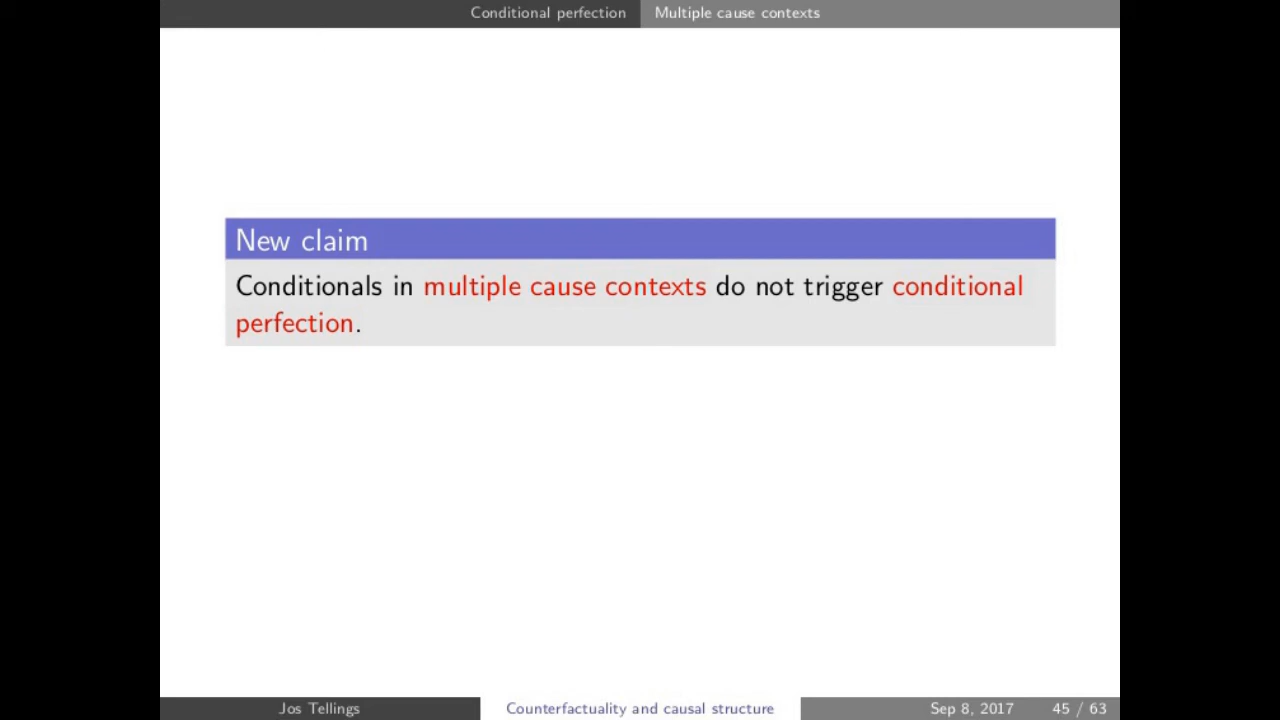 Conditional perfection Multiple cause contexts
New claim
Conditionals in multiple cause contexts do not trigger conditional
perfection.
Jos Tellings Counterfactuality and causal structure Sep 8, 2017 45 / 63